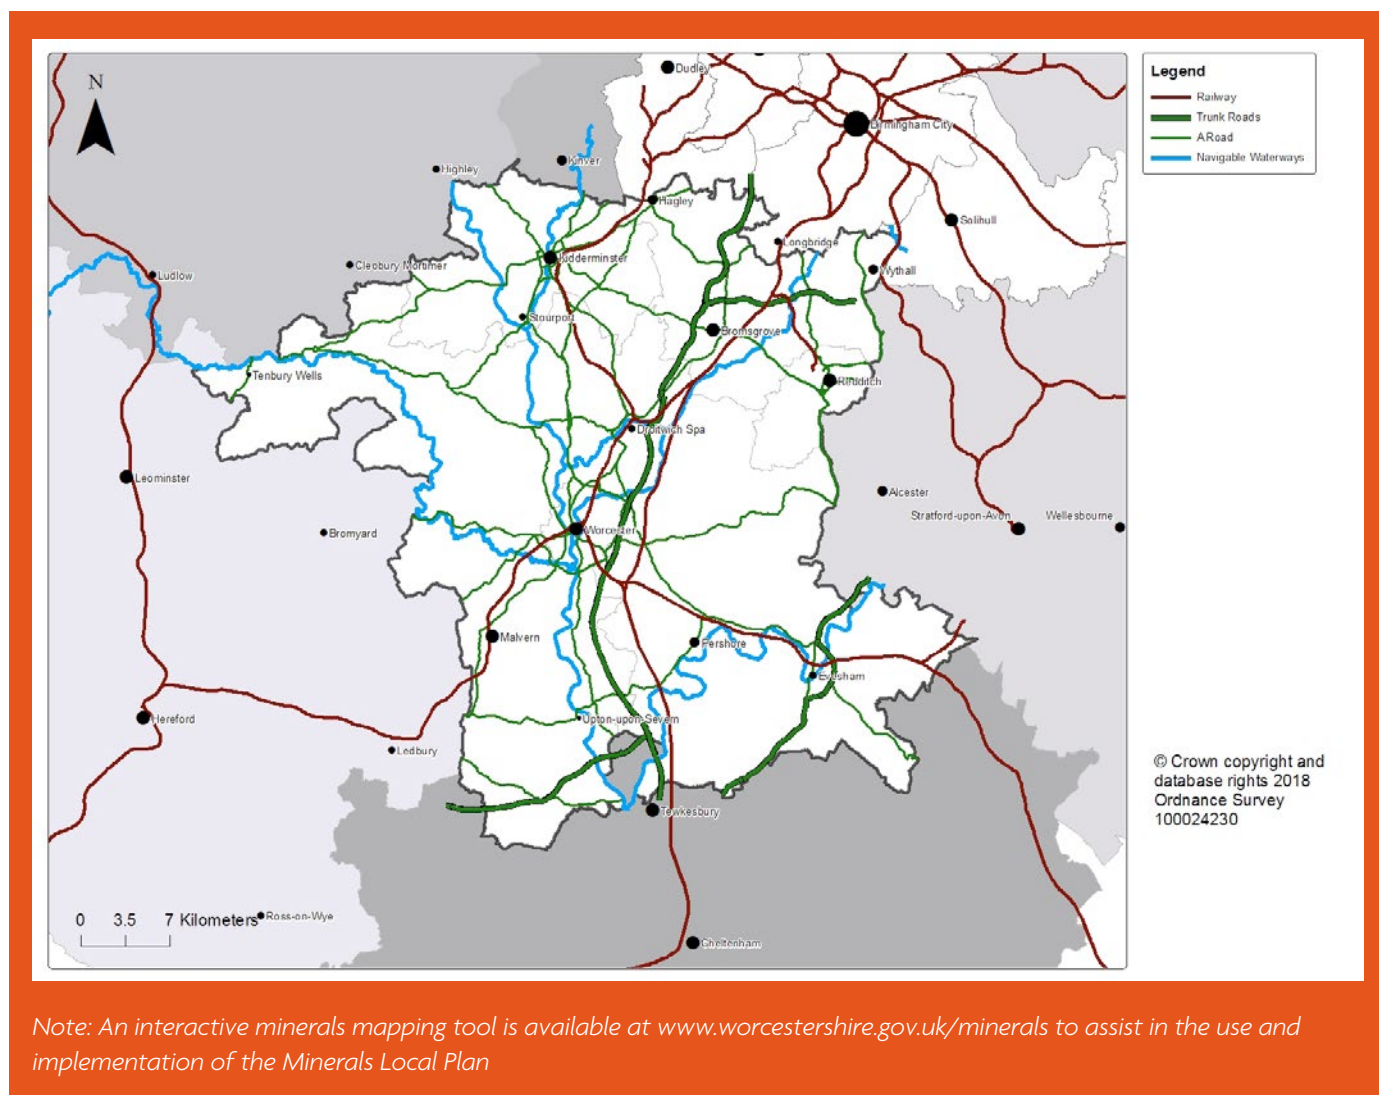 N
Dudley
Birmingham City
Kinver
Highley
Hagley
Solihull
Longbridge
Kidderminster
Cleobury Mortimer
Wythall
Ludlow
Stourport
Bromsgrove
Tenbury Wells
Redditch
Droitwich Spa
Leominster
Alcester
Stratford-upon-Avon
Wellesbourne
Bromyard
Worcester
Malvern
Pershore
Evesham
Hereford
Upton-upon-Severn
Ledbury
Tewkesbury
Ross-on-Wye
Cheltenham
0 3.5 7 Kilometers
Legend
Railway
Trunk Roads
A Road
Navigable Waterways
© Crown copyright and
database rights 2018
Ordnance Survey
100024230
Note: An interactive minerals mapping tool is available at www.worcestershire.gov.uk/minerals to assist in the use and
implementation of the Minerals Local Plan